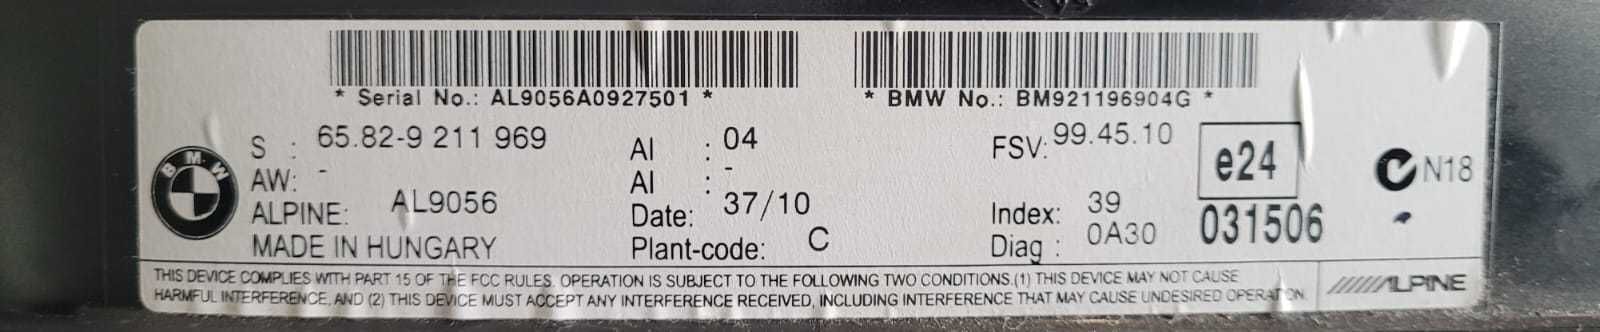 * Serial No.: AL9056A0927501 *
* BMW No.: BM921196904G *
BMW
S : 65.82-9 211 969
AW: -
ALPINE: AL9056
MADE IN HUNGARY
AI : 04
AI : -
Date: 37/10
Plant-code: C
FSV: 99.45.10
Index: 39
Diag : 0A30
e24
031506
N18
THIS DEVICE COMPLIES WITH PART 15 OF THE FCC RULES. OPERATION IS SUBJECT TO THE FOLLOWING TWO CONDITIONS.(1) THIS DEVICE MAY NOT CAUSE
HARMFUL INTERFERENCE, AND (2) THIS DEVICE MUST ACCEPT ANY INTERFERENCE RECEIVED, INCLUDING INTERFERENCE THAT MAY CAUSE UNDESIRED OPERATION.
ALPINE